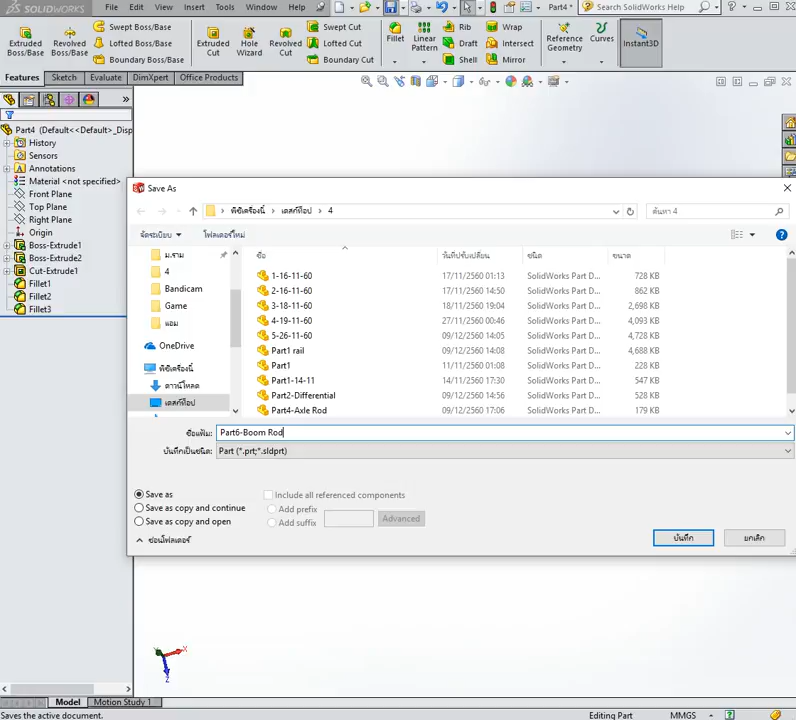 SOLIDWORKS File Edit View Insert Tools Window Help Part4 * Search SolidWorks Help
Extruded Boss/Base
Revolved Boss/Base
Swept Boss/Base
Lofted Boss/Base
Boundary Boss/Base
Extruded Cut
Hole Wizard
Revolved Cut
Swept Cut
Lofted Cut
Boundary Cut
Fillet
Linear Pattern
Rib
Draft
Shell
Wrap
Intersect
Mirror
Reference Geometry
Curves
Instant3D
Features Sketch Evaluate DimXpert Office Products
Part4 (Default<<Default>_Disp
History
Sensors
Annotations
Material <not specified>
Front Plane
Top Plane
Right Plane
Origin
Boss-Extrude1
Boss-Extrude2
Cut-Extrude1
Fillet1
Fillet2
Fillet3
Save As
พีซีเครื่องนี้ › เดสก์ท็อป › 4
ค้นหา 4
จัดระเบียบ โฟลเดอร์ใหม่
ม.ราม
4
Bandicam
Game
แอม
OneDrive
พีซีเครื่องนี้
ดาวน์โหลด
เดสก์ท็อป
ชื่อ วันที่ปรับเปลี่ยน ชนิด ขนาด
1-16-11-60 17/11/2560 01:13 SolidWorks Part D... 728 KB
2-16-11-60 17/11/2560 14:50 SolidWorks Part D... 862 KB
3-18-11-60 18/11/2560 19:04 SolidWorks Part D... 2,698 KB
4-19-11-60 27/11/2560 00:46 SolidWorks Part D... 4,093 KB
5-26-11-60 09/12/2560 14:05 SolidWorks Part D... 4,728 KB
Part1 rail 09/12/2560 14:08 SolidWorks Part D... 4,688 KB
Part1 11/11/2560 01:08 SolidWorks Part D... 228 KB
Part1-14-11 14/11/2560 17:30 SolidWorks Part D... 547 KB
Part2-Differential 09/12/2560 14:56 SolidWorks Part D... 528 KB
Part4-Axle Rod 09/12/2560 17:06 SolidWorks Part D... 179 KB
ชื่อแฟ้ม: Part6-Boom Rod
บันทึกเป็นชนิด: Part (*.prt;*.sldprt)
Save as
Save as copy and continue
Save as copy and open
Include all referenced components
Add prefix
Add suffix
Advanced
ซ่อนโฟลเดอร์
บันทึก ยกเลิก
X
Z
Model Motion Study 1
Saves the active document. Editing Part MMGS